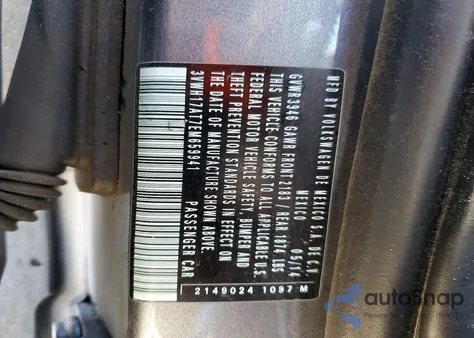 MFD BY VOLKSWAGEN DE MEXICO S.A. DE C.V.
MEXICO 05/14
GVWR 3946 GAWR FRONT 2183, REAR 1874 LBS
THIS VEHICLE CONFORMS TO ALL APPLICABLE U.S.
FEDERAL MOTOR VEHICLE SAFETY, BUMPER AND
THEFT PREVENTION STANDARDS IN EFFECT ON
THE DATE OF MANUFACTURE SHOWN ABOVE
PASSENGER CAR
2149024 1097 M
autoSnap